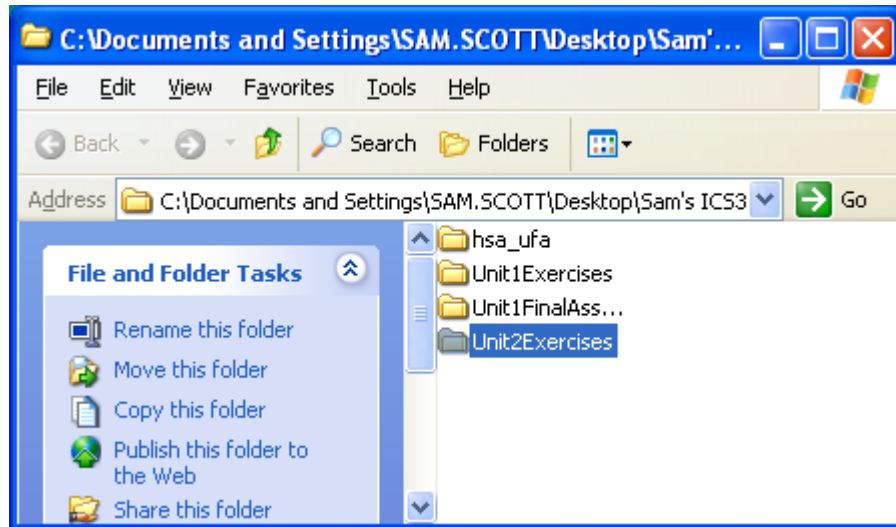 C:\Documents and Settings\SAM.SCOTT\Desktop\Sam'...
File Edit View Favorites Tools Help
Back Search Folders
Address C:\Documents and Settings\SAM.SCOTT\Desktop\Sam's ICS3 Go
File and Folder Tasks
Rename this folder
Move this folder
Copy this folder
Publish this folder to
the Web
Share this folder
hsa_ufa
Unit1Exercises
Unit1FinalAss...
Unit2Exercises